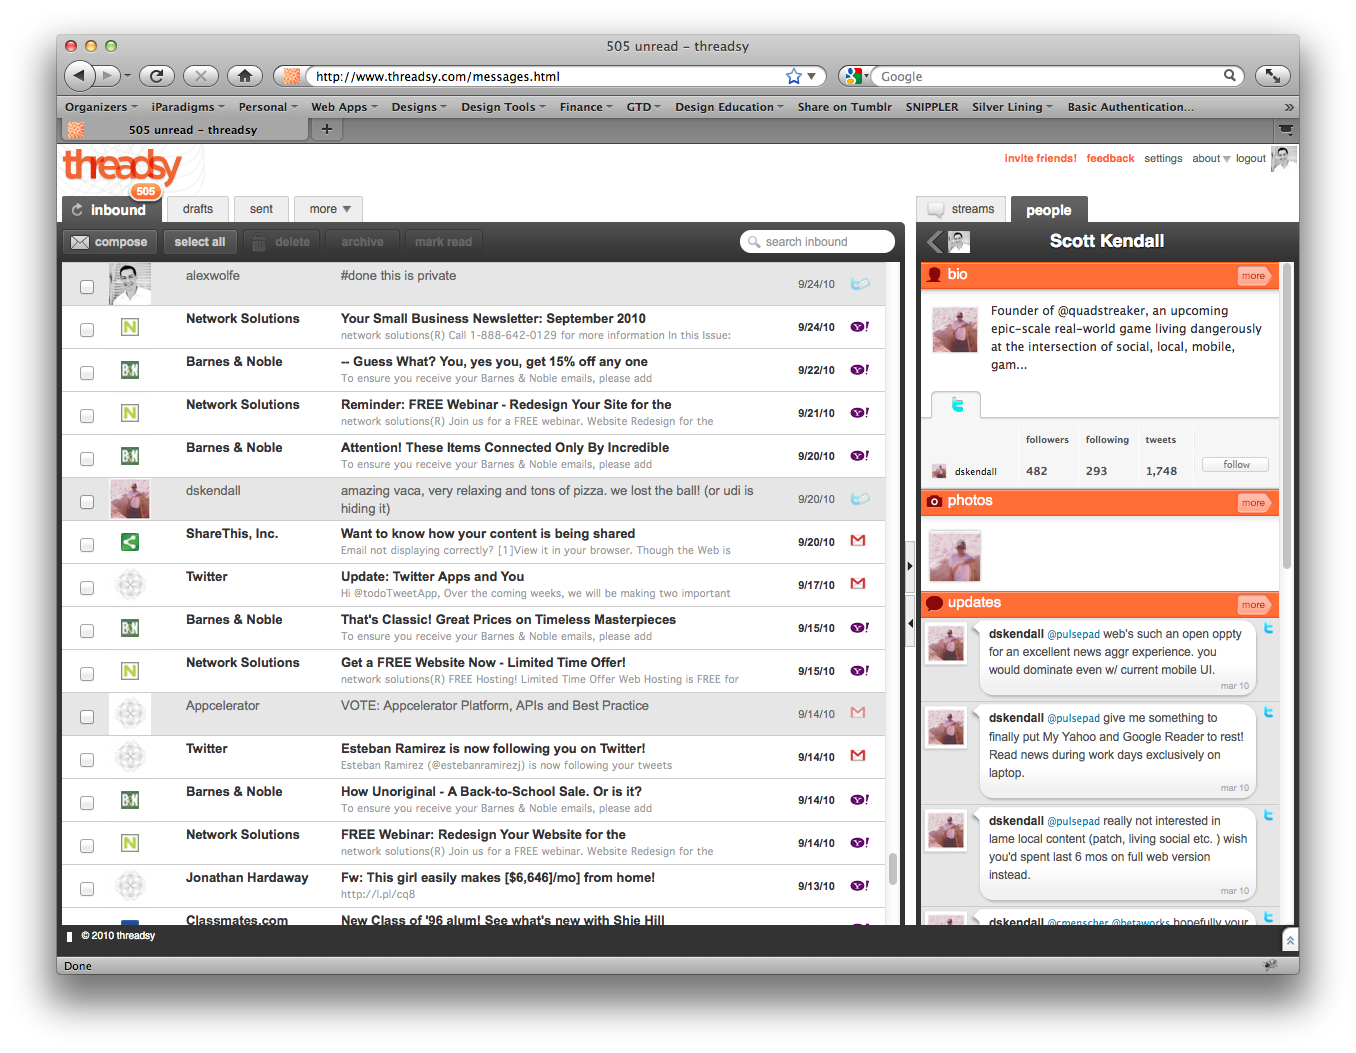 505 unread – threadsy
http://www.threadsy.com/messages.html
Google
Organizers iParadigms Personal Web Apps Designs Design Tools Finance GTD Design Education Share on Tumblr SNIPPLER Silver Lining Basic Authentication... »
505 unread – threadsy +
threadsy
505
invite friends! feedback settings about logout
inbound drafts sent more
streams people
compose select all delete archive mark read search inbound
Scott Kendall
alexwolfe #done this is private 9/24/10
Network Solutions Your Small Business Newsletter: September 2010 9/24/10
network solutions(R) Call 1-888-642-0129 for more information In this Issue:
Barnes & Noble -- Guess What? You, yes you, get 15% off any one 9/22/10
To ensure you receive your Barnes & Noble emails, please add
Network Solutions Reminder: FREE Webinar - Redesign Your Site for the 9/21/10
network solutions(R) Join us for a FREE webinar. Website Redesign for the
Barnes & Noble Attention! These Items Connected Only By Incredible 9/20/10
To ensure you receive your Barnes & Noble emails, please add
dskendall amazing vaca, very relaxing and tons of pizza. we lost the ball! (or udi is 9/20/10
hiding it)
ShareThis, Inc. Want to know how your content is being shared 9/20/10
Email not displaying correctly? [1]View it in your browser. Though the Web is
Twitter Update: Twitter Apps and You 9/17/10
Hi @todoTweetApp, Over the coming weeks, we will be making two important
Barnes & Noble That's Classic! Great Prices on Timeless Masterpieces 9/15/10
To ensure you receive your Barnes & Noble emails, please add
Network Solutions Get a FREE Website Now - Limited Time Offer! 9/15/10
network solutions(R) FREE Hosting! Limited Time Offer Web Hosting is FREE for
Appcelerator VOTE: Appcelerator Platform, APIs and Best Practice 9/14/10
Twitter Esteban Ramirez is now following you on Twitter! 9/14/10
Esteban Ramirez (@estebanramirezj) is now following your tweets
Barnes & Noble How Unoriginal - A Back-to-School Sale. Or is it? 9/14/10
To ensure you receive your Barnes & Noble emails, please add
Network Solutions FREE Webinar: Redesign Your Website for the 9/14/10
network solutions(R) Join us for a FREE webinar. Website Redesign for the
Jonathan Hardaway Fw: This girl easily makes [$6,646]/mo] from home! 9/13/10
http://l.pl/cq8
Classmates.com New Class of '96 alum! See what's new with Shie Hill
bio more
Founder of @quadstreaker, an upcoming
epic-scale real-world game living dangerously
at the intersection of social, local, mobile,
gam...
followers following tweets
dskendall 482 293 1,748 follow
photos more
updates more
dskendall @pulsepad web's such an open oppty
for an excellent news aggr experience. you
would dominate even w/ current mobile UI.
mar 10
dskendall @pulsepad give me something to
finally put My Yahoo and Google Reader to rest!
Read news during work days exclusively on
laptop.
mar 10
dskendall @pulsepad really not interested in
lame local content (patch, living social etc. ) wish
you'd spent last 6 mos on full web version
instead.
mar 10
dskendall @cmenscher @betaworks hopefully your
© 2010 threadsy
Done